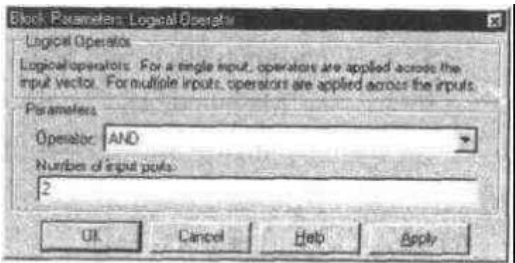 Block Parameters: Logical Operator
Logical Operator
Logical operators. For a single input, operators are applied across the
input vector. For multiple inputs, operators are applied across the inputs.
Parameters
Operator: AND
Number of input ports:
2
OK Cancel Help Apply